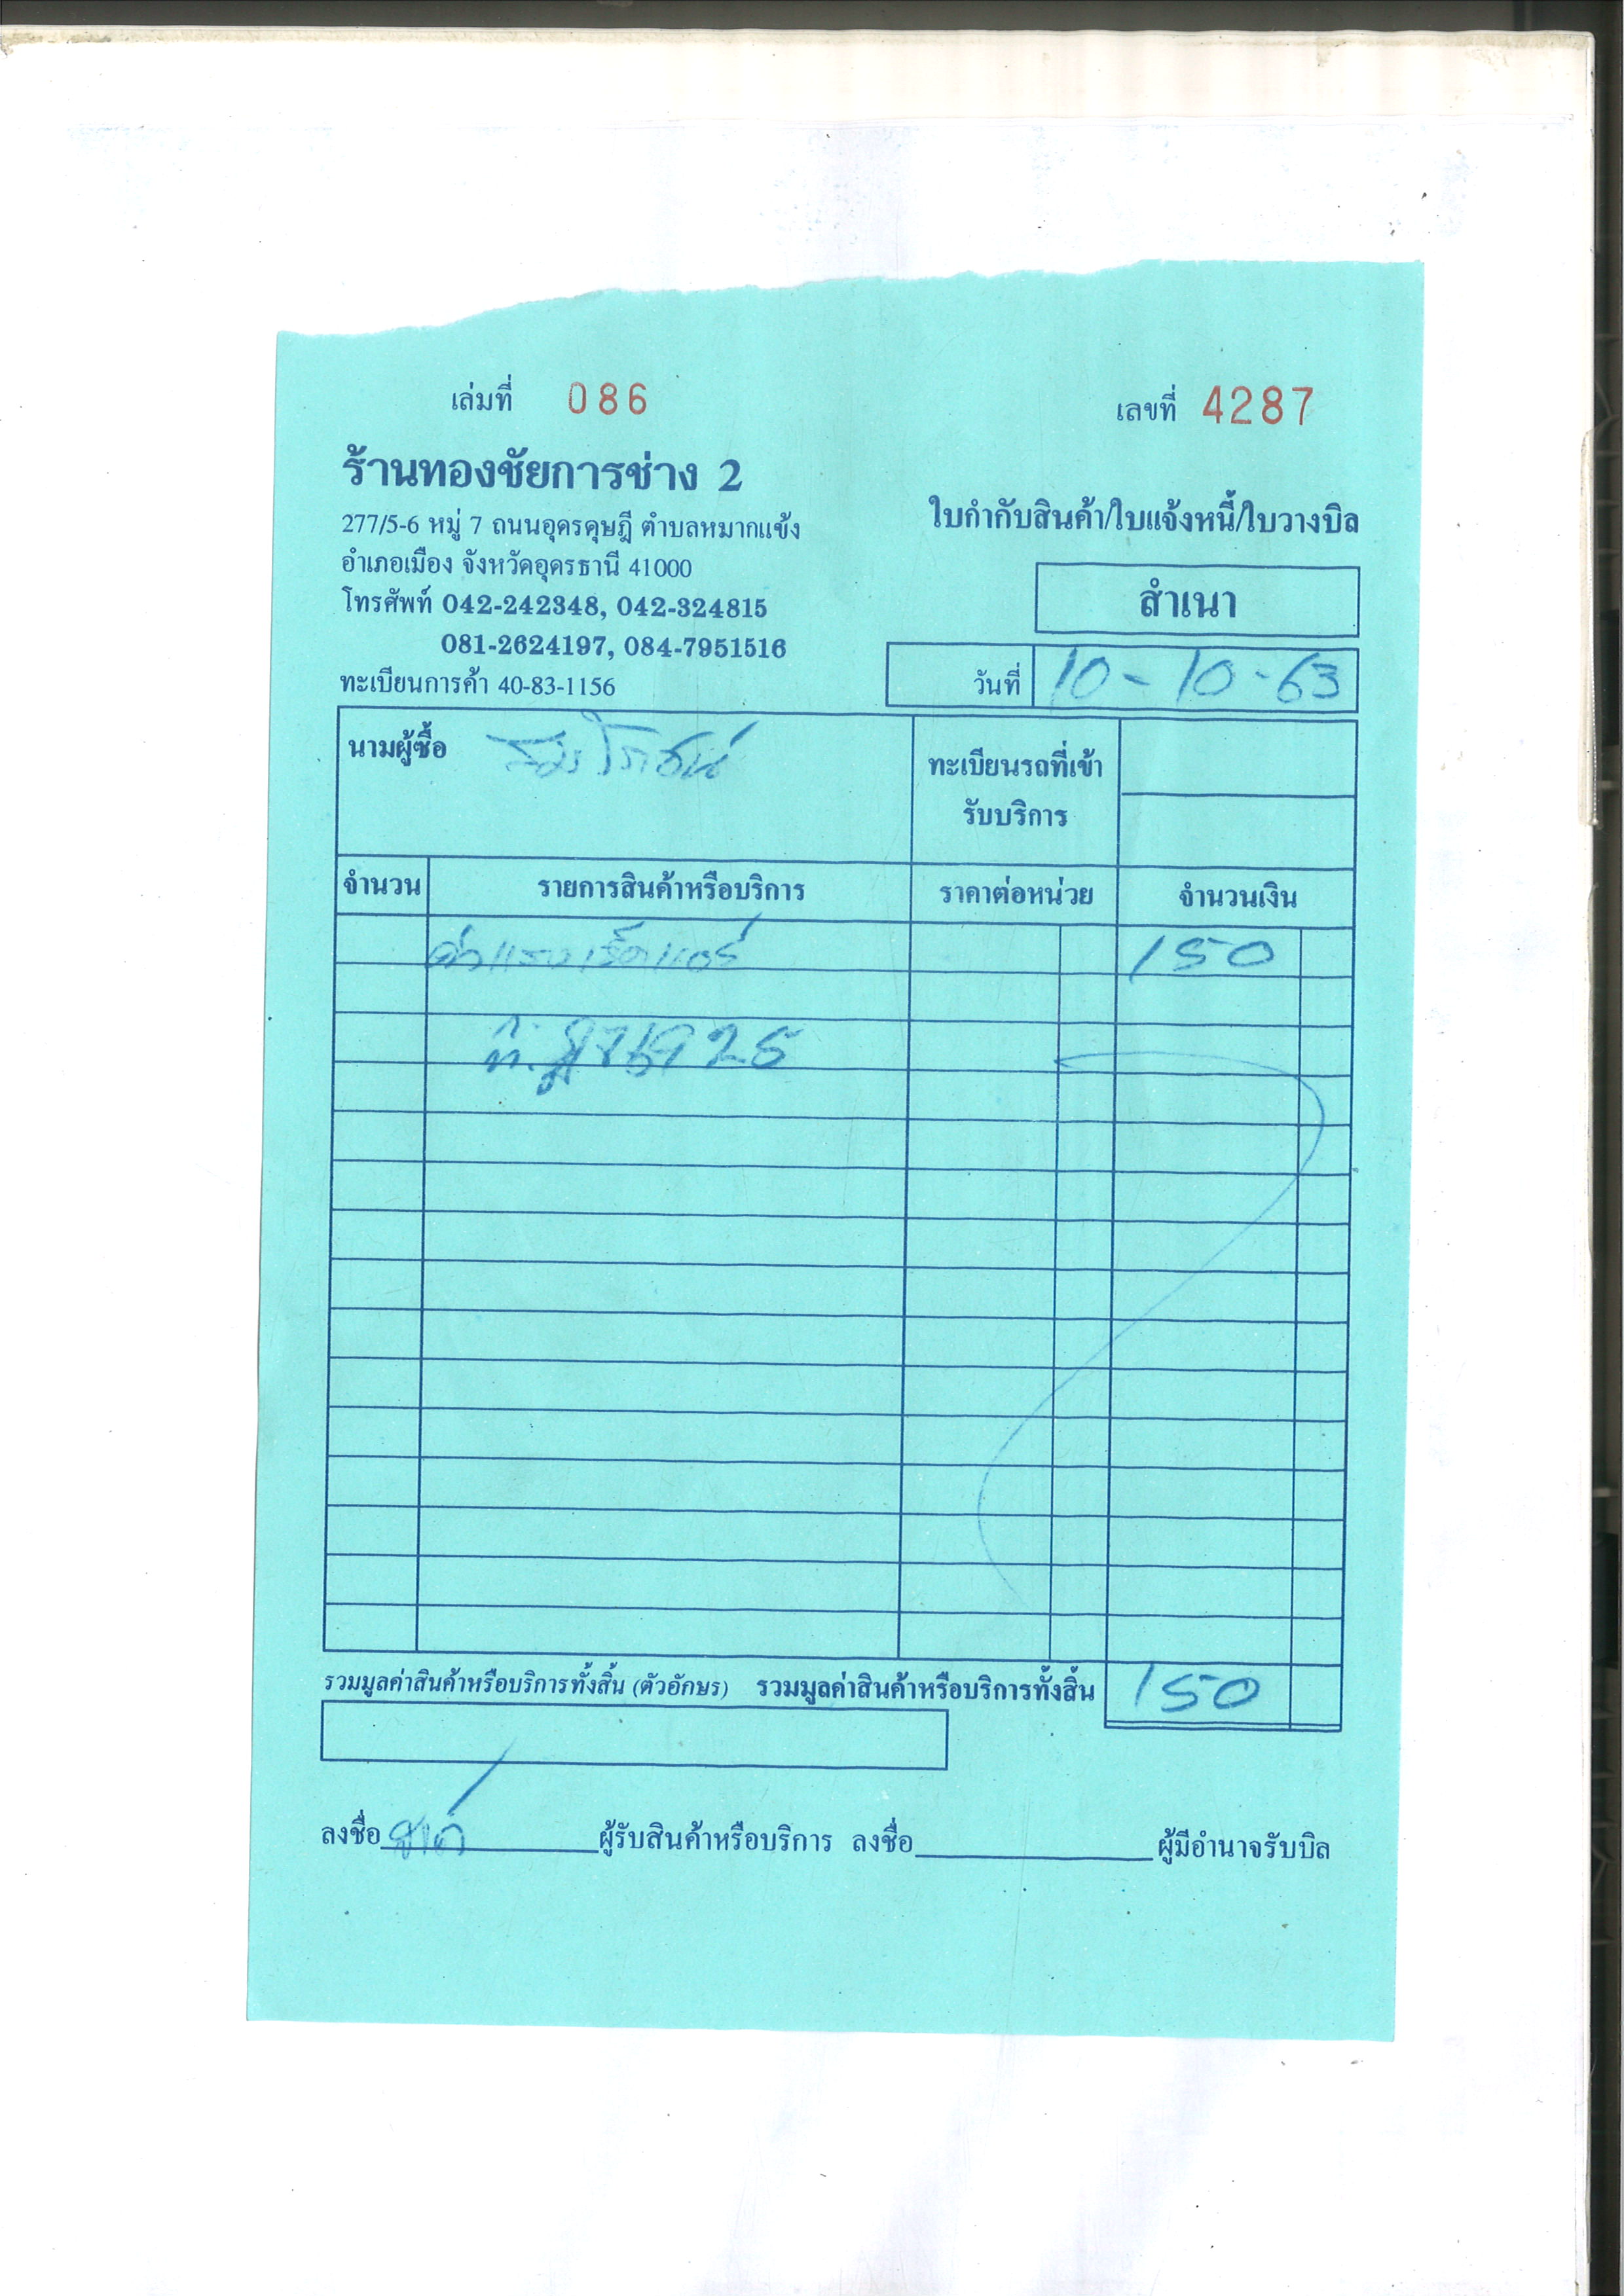 เล่มที่ 086
เลขที่ 4287
ร้านทองชัยการช่าง 2
277/5-6 หมู่ 7 ถนนอุดรดุษฎี ตำบลหมากแข้ง
อำเภอเมือง จังหวัดอุดรธานี 41000
โทรศัพท์ 042-242348, 042-324815
081-2624197, 084-7951516
ทะเบียนการค้า 40-83-1156
ใบกำกับสินค้า/ใบแจ้งหนี้/ใบวางบิล
สำเนา
วันที่ 10-10-63
นามผู้ซื้อ
ทะเบียนรถที่เข้า
รับบริการ
จำนวน รายการสินค้าหรือบริการ ราคาต่อหน่วย จำนวนเงิน
ค่าแรงเช็คแอร์ 150
รวมมูลค่าสินค้าหรือบริการทั้งสิ้น (ตัวอักษร) รวมมูลค่าสินค้าหรือบริการทั้งสิ้น 150
ลงชื่อ ผู้รับสินค้าหรือบริการ ลงชื่อ ผู้มีอำนาจรับบิล